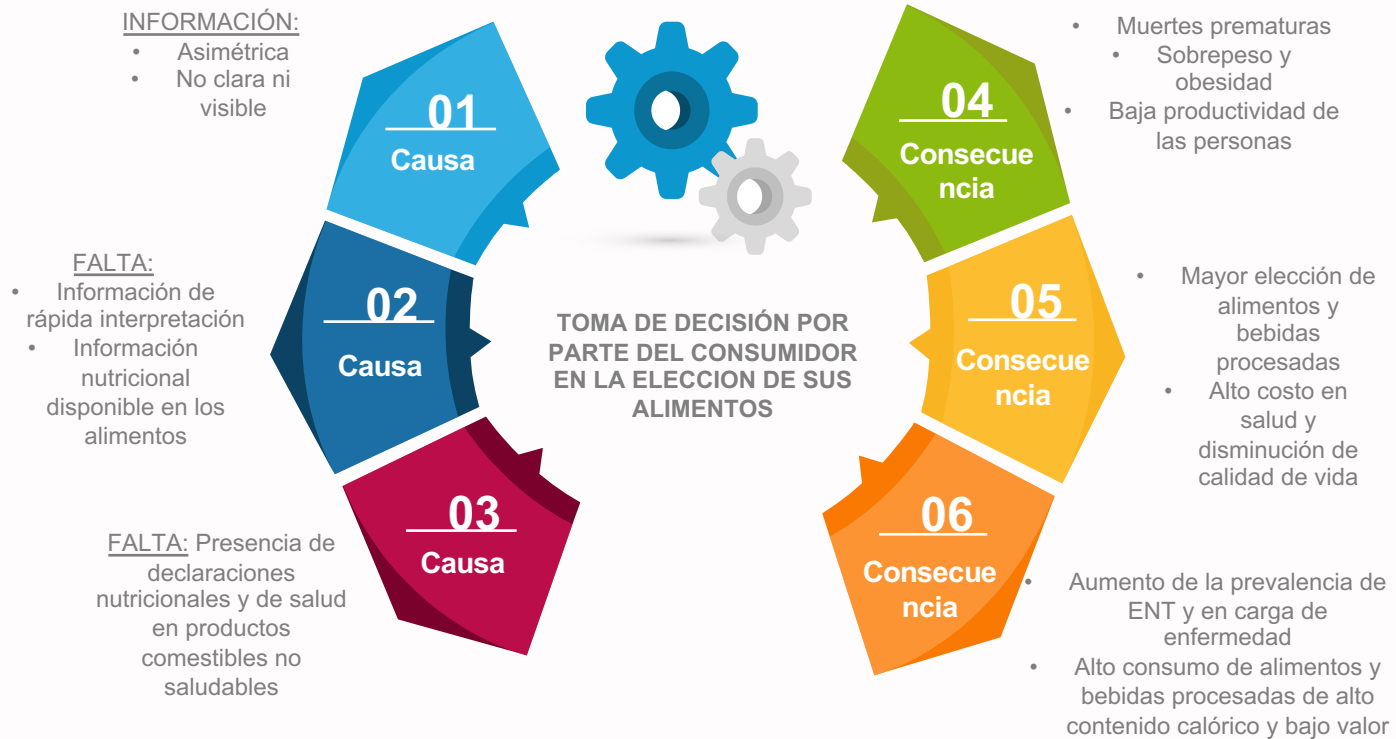 INFORMACIÓN:
• Asimétrica
• No clara ni
visible
01
Causa
FALTA:
• Información de
rápida interpretación
• Información
nutricional
disponible en los
alimentos
02
Causa
FALTA: Presencia de
declaraciones
nutricionales y de salud
en productos
comestibles no
saludables
03
Causa
TOMA DE DECISIÓN POR
PARTE DEL CONSUMIDOR
EN LA ELECCION DE SUS
ALIMENTOS
04
Consecue
ncia
• Muertes prematuras
• Sobrepeso y
obesidad
• Baja productividad de
las personas
05
Consecue
ncia
• Mayor elección de
alimentos y
bebidas
procesadas
• Alto costo en
salud y
disminución de
calidad de vida
06
Consecue
ncia
• Aumento de la prevalencia de
ENT y en carga de
enfermedad
• Alto consumo de alimentos y
bebidas procesadas de alto
contenido calórico y bajo valor